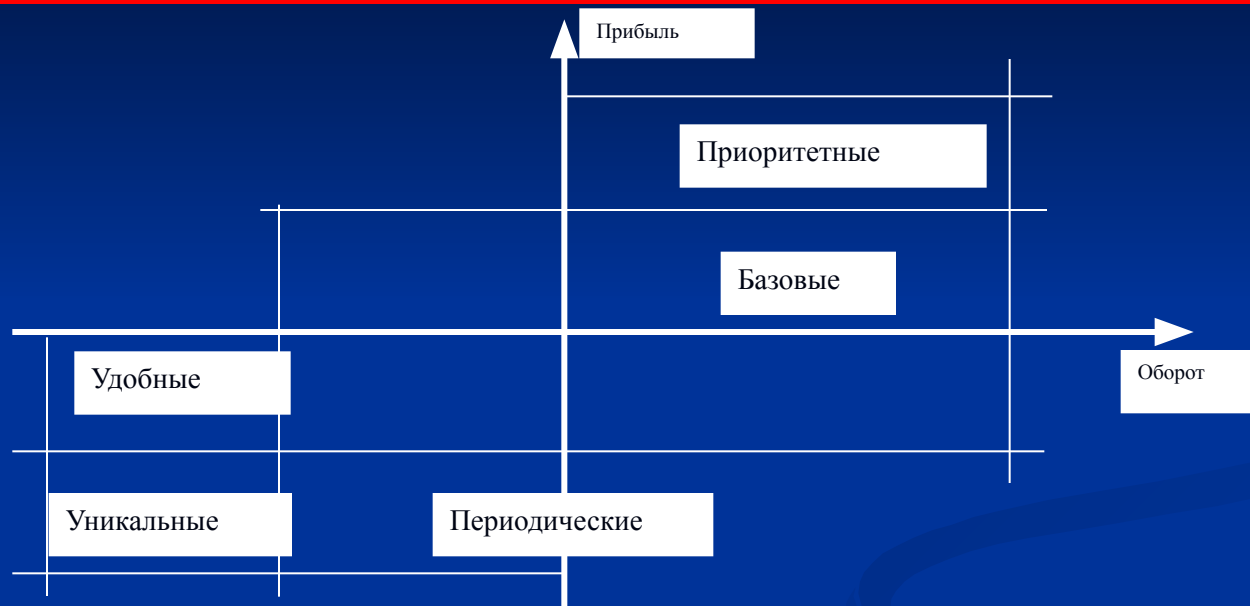 Прибыль
Приоритетные
Базовые
Удобные
Оборот
Уникальные
Периодические